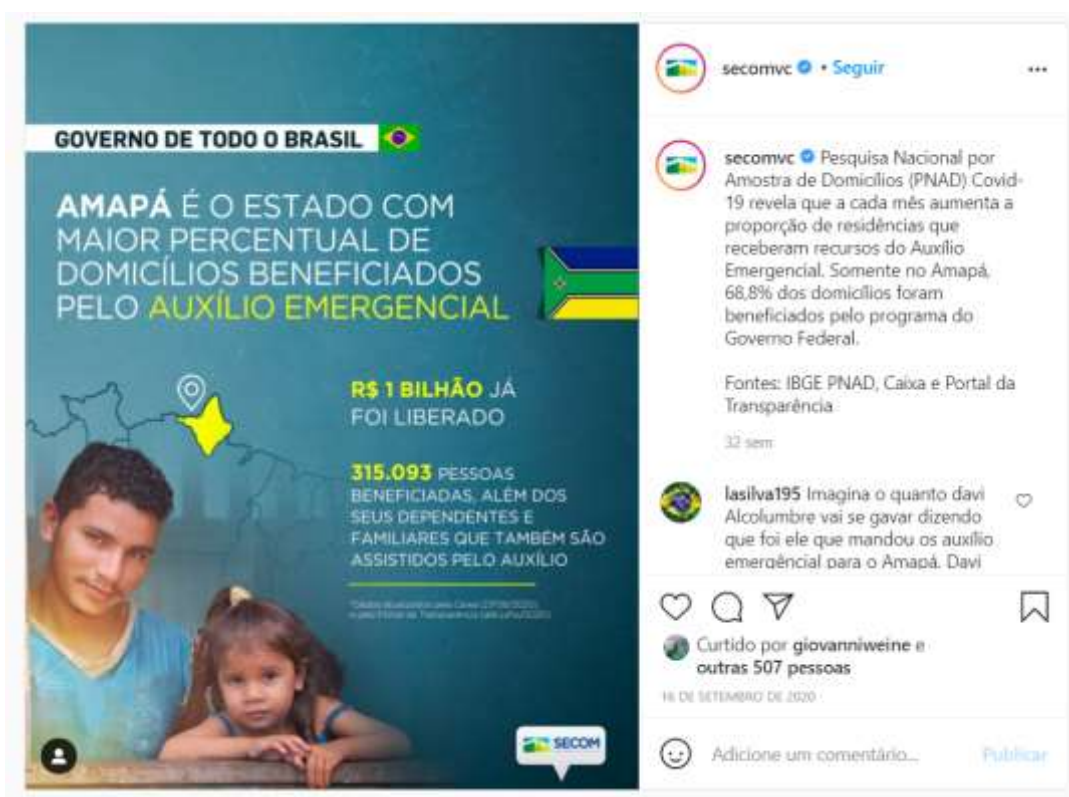 GOVERNO DE TODO O BRASIL
AMAPÁ É O ESTADO COM
MAIOR PERCENTUAL DE
DOMICÍLIOS BENEFICIADOS
PELO AUXÍLIO EMERGENCIAL
R$ 1 BILHÃO JÁ
FOI LIBERADO
315.093 PESSOAS
BENEFICIADAS, ALÉM DOS
SEUS DEPENDENTES E
FAMILIARES QUE TAMBÉM SÃO
ASSISTIDOS PELO AUXÍLIO
SECOM
secomvc • Seguir
secomvc Pesquisa Nacional por
Amostra de Domicílios (PNAD) Covid-
19 revela que a cada mês aumenta a
proporção de residências que
receberam recursos do Auxílio
Emergencial. Somente no Amapá,
68,8% dos domicílios foram
beneficiados pelo programa do
Governo Federal.
Fontes: IBGE PNAD, Caixa e Portal da
Transparência
32 sem
lasilva195 Imagina o quanto davi
Alcolumbre vai se gavar dizendo
que foi ele que mandou os auxílio
emergêncial para o Amapá. Davi
Curtido por giovanniweine e
outras 507 pessoas
16 DE SETEMBRO DE 2020
Adicione um comentário...
Publicar